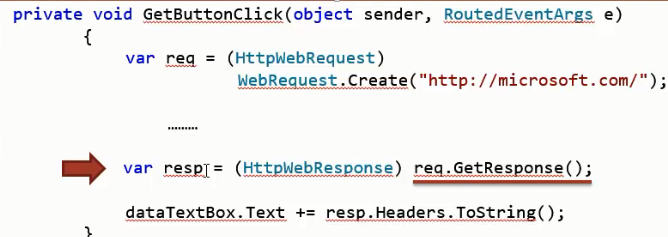 private void GetButtonClick(object sender, RoutedEventArgs e)
{
var req = (HttpWebRequest)
WebRequest.Create("http://microsoft.com/");
.........
var resp = (HttpWebResponse) req.GetResponse();
dataTextBox.Text += resp.Headers.ToString();
}